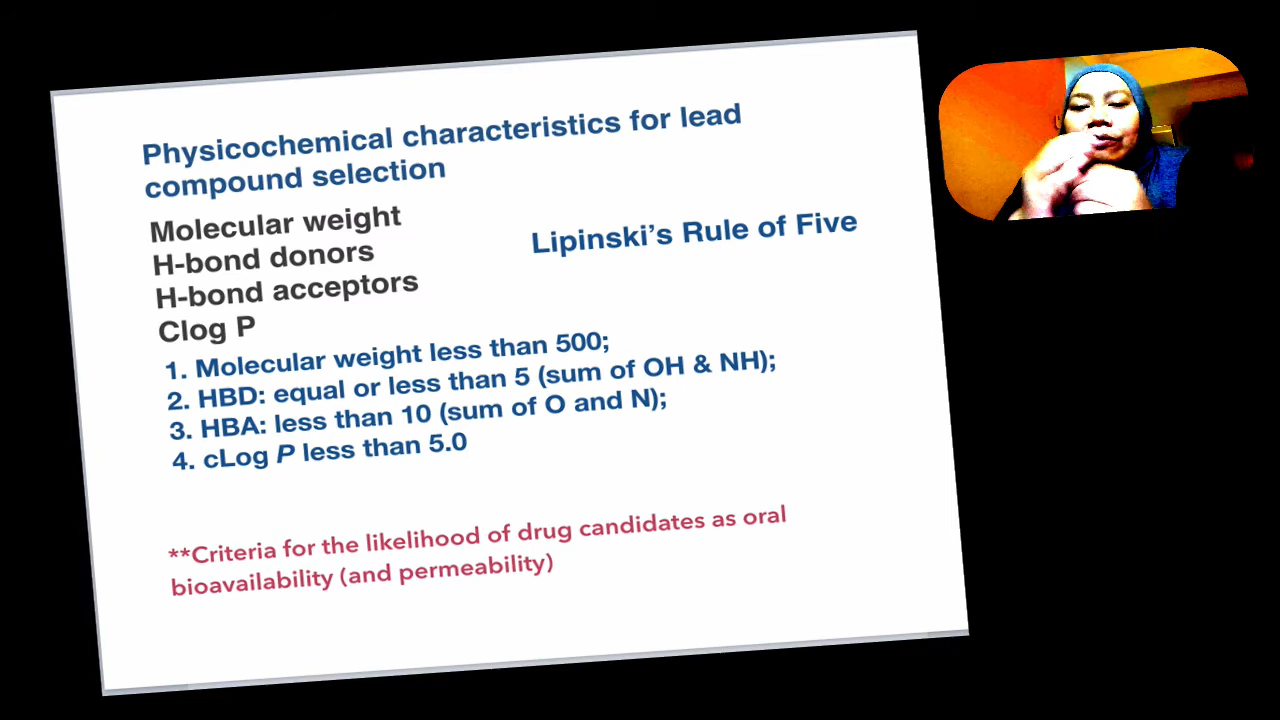 Physicochemical characteristics for lead
compound selection
Molecular weight
H-bond donors
H-bond acceptors
Clog P
Lipinski’s Rule of Five
1. Molecular weight less than 500;
2. HBD: equal or less than 5 (sum of OH & NH);
3. HBA: less than 10 (sum of O and N);
4. cLog P less than 5.0
**Criteria for the likelihood of drug candidates as oral
bioavailability (and permeability)